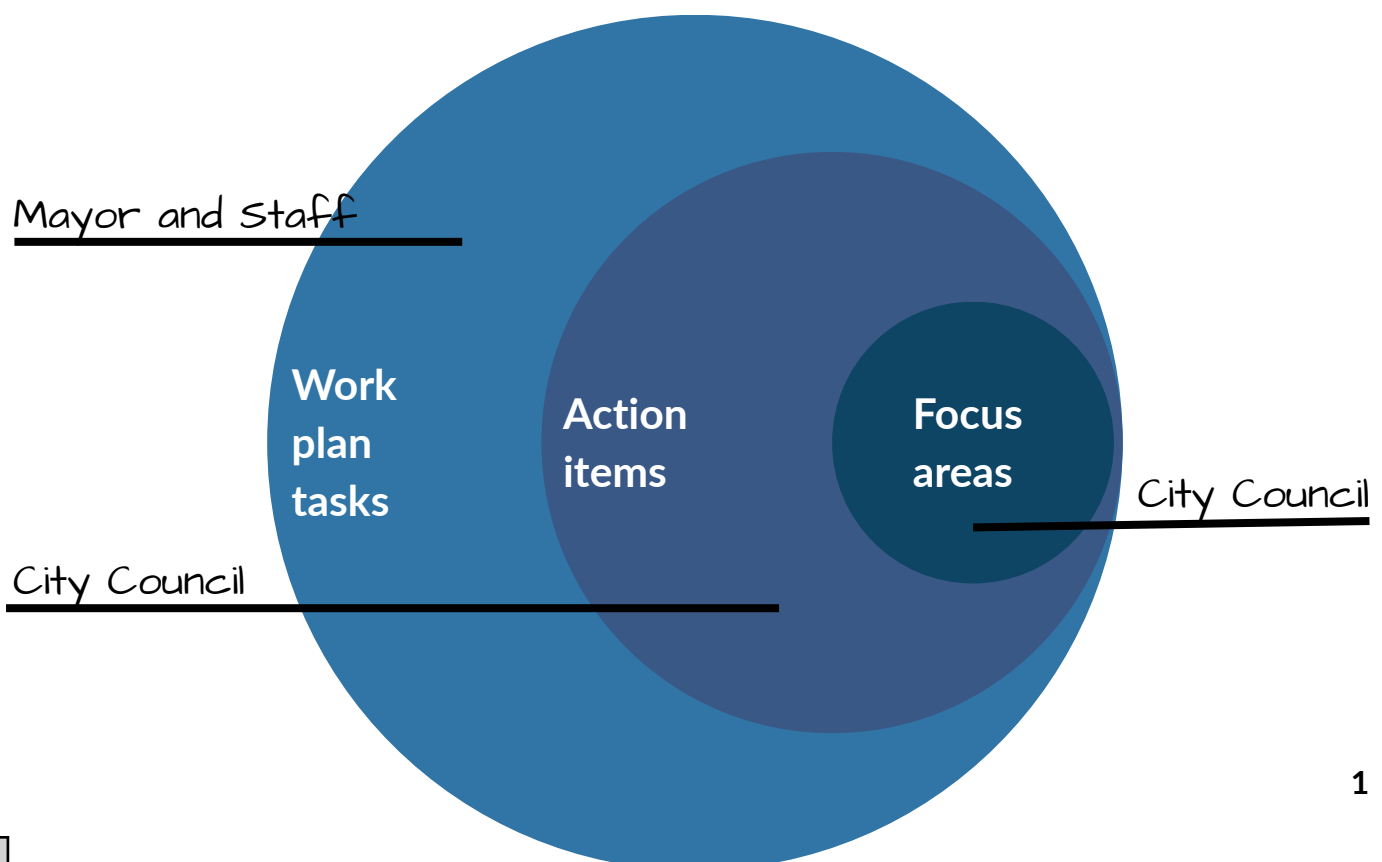 Mayor and Staff
Work
plan
tasks
Action
items
Focus
areas
City Council
City Council
1